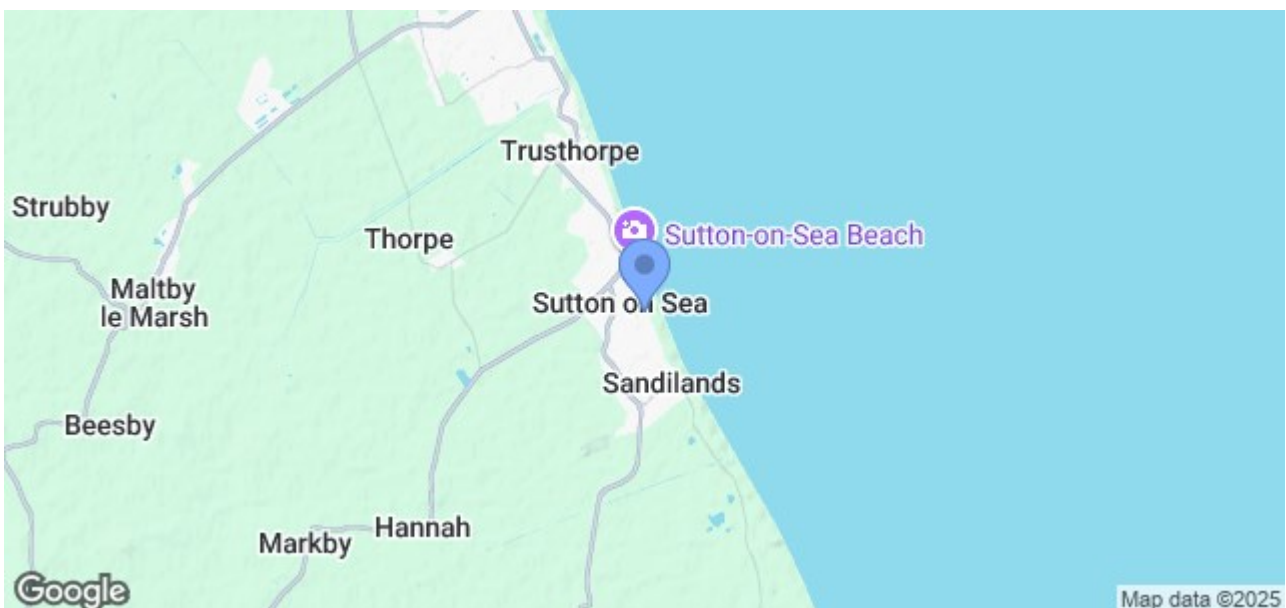 Trusthorpe
Strubby
Sutton-on-Sea Beach
Thorpe
Maltby
le Marsh
Sutton on Sea
Sandilands
Beesby
Hannah
Markby
Google
Map data ©2025